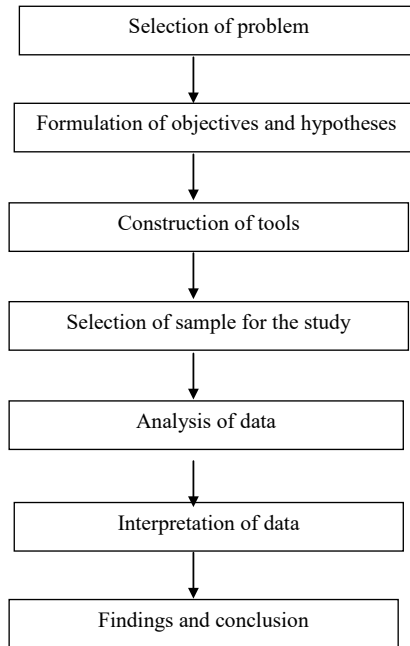 Selection of problem
Formulation of objectives and hypotheses
Construction of tools
Selection of sample for the study
Analysis of data
Interpretation of data
Findings and conclusion